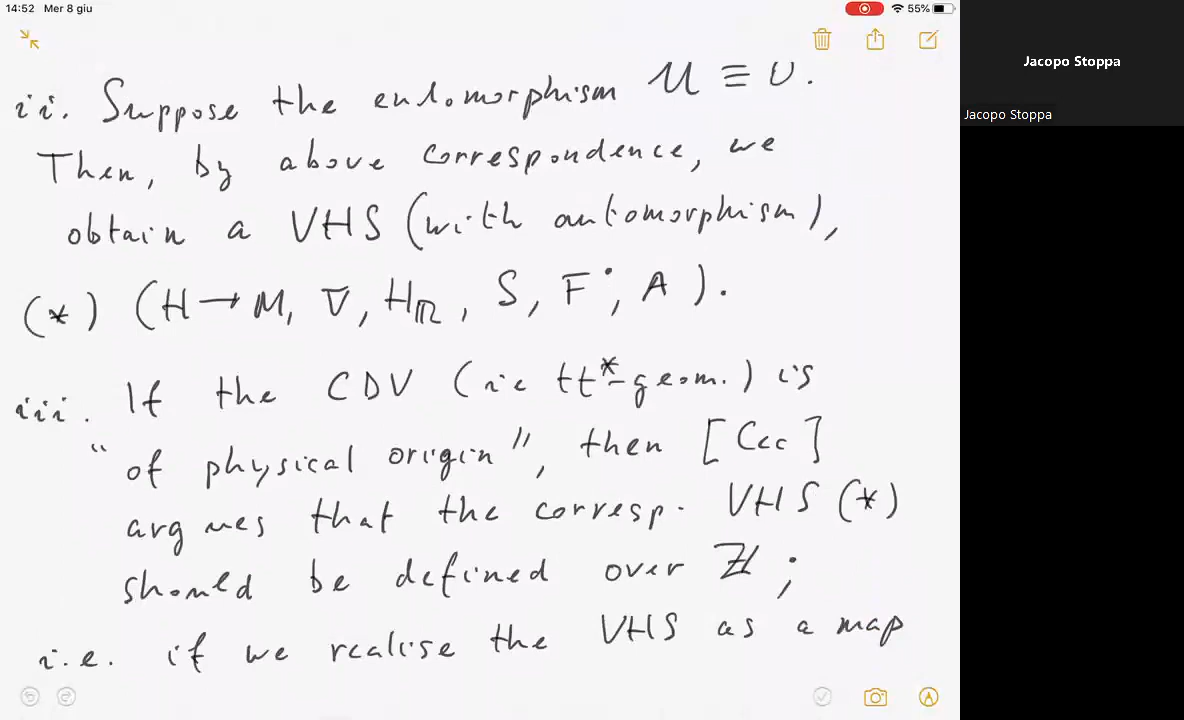 14:52 Mer 8 giu
55%
ii. Suppose the endomorphism 𝒰 ≡ 0.
Then, by above correspondence, we
obtain a VHS (with automorphism),
(*) (H → M, ∇, H_ℝ, S, F^•, A).
iii. If the CDV (ie tt*-geom.) is
"of physical origin", then [Cec]
argues that the corresp. VHS (*)
should be defined over ℤ;
i.e. if we realise the VHS as a map
Jacopo Stoppa
Jacopo Stoppa